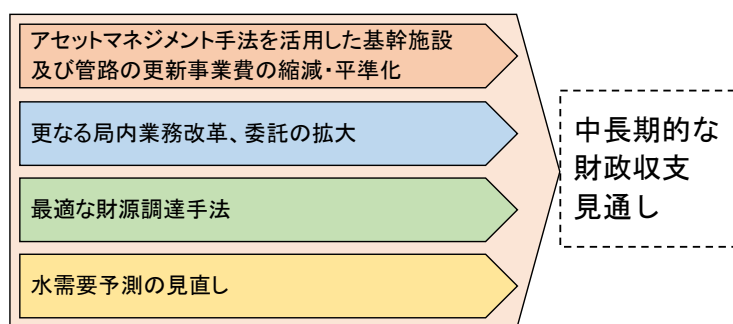 アセットマネジメント手法を活用した基幹施設
及び管路の更新事業費の縮減・平準化
更なる局内業務改革、委託の拡大
最適な財源調達手法
水需要予測の見直し
中長期的な
財政収支
見通し